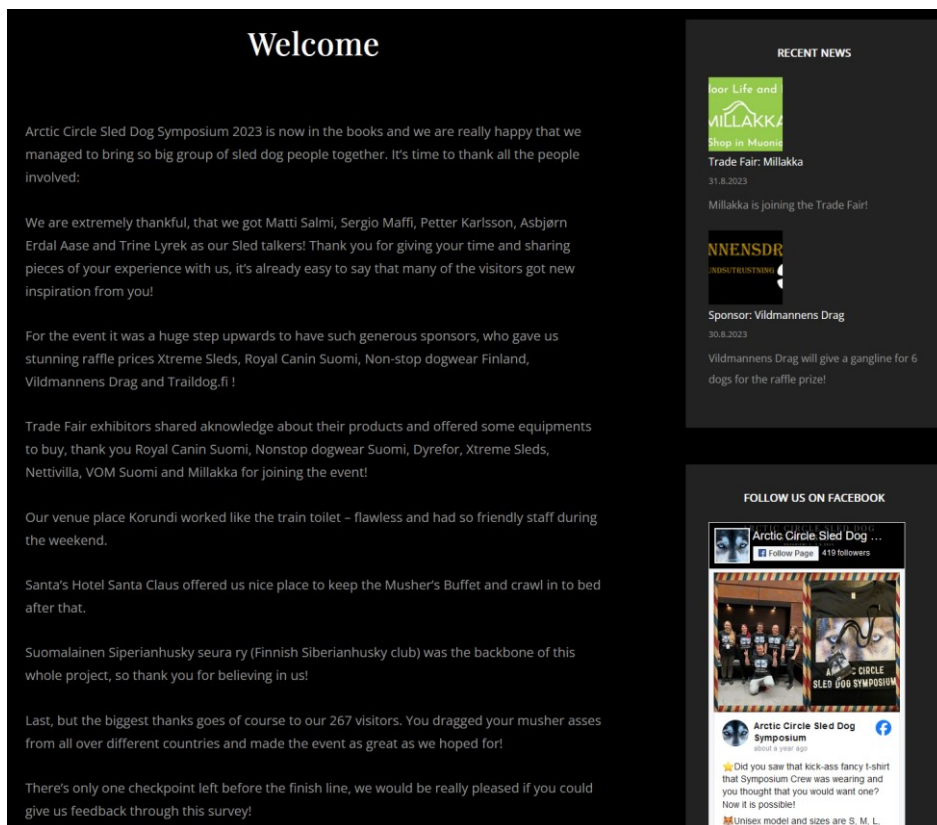 Welcome
Arctic Circle Sled Dog Symposium 2023 is now in the books and we are really happy that we
managed to bring so big group of sled dog people together. It's time to thank all the people
involved:
We are extremely thankful, that we got Matti Salmi, Sergio Maffi, Petter Karlsson, Asbjørn
Erdal Aase and Trine Lyrek as our Sled talkers! Thank you for giving your time and sharing
pieces of your experience with us, it's already easy to say that many of the visitors got new
inspiration from you!
For the event it was a huge step upwards to have such generous sponsors, who gave us
stunning raffle prices Xtreme Sleds, Royal Canin Suomi, Non-stop dogwear Finland,
Vildmannens Drag and Traildog.fi !
Trade Fair exhibitors shared aknowledge about their products and offered some equipments
to buy, thank you Royal Canin Suomi, Nonstop dogwear Suomi, Dyrefor, Xtreme Sleds,
Nettivilla, VOM Suomi and Millakka for joining the event!
Our venue place Korundi worked like the train toilet – flawless and had so friendly staff during
the weekend.
Santa's Hotel Santa Claus offered us nice place to keep the Musher's Buffet and crawl in to bed
after that.
Suomalainen Siperianhusky seura ry (Finnish Siberianhusky club) was the backbone of this
whole project, so thank you for believing in us!
Last, but the biggest thanks goes of course to our 267 visitors. You dragged your musher asses
from all over different countries and made the event as great as we hoped for!
There's only one checkpoint left before the finish line, we would be really pleased if you could
give us feedback through this survey!
RECENT NEWS
loor Life and
MILLAKKA
Shop in Muonic
Trade Fair: Millakka
31.8.2023
Millakka is joining the Trade Fair!
NNENSDR
UNDSUTRUSTNING
Sponsor: Vildmannens Drag
30.8.2023
Vildmannens Drag will give a gangline for 6
dogs for the raffle prize!
FOLLOW US ON FACEBOOK
ARCTIC CIRCLE SLED DOG
Arctic Circle Sled Dog ...
Follow Page
419 followers
CIRCLE
SLED DOG SYMPOSIUM
Arctic Circle Sled Dog
Symposium
about a year ago
⭐Did you saw that kick-ass fancy t-shirt
that Symposium Crew was wearing and
you thought that you would want one?
Now it is possible!
Unisex model and sizes are S, M, L,